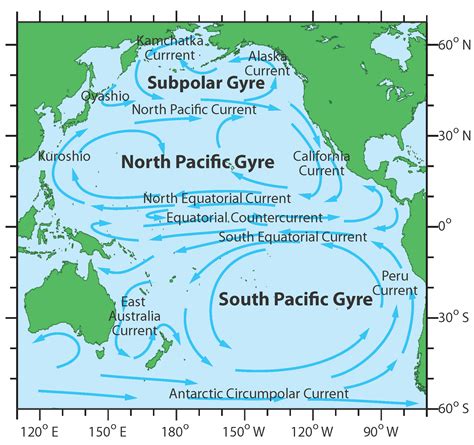 Kamchatka
Currrent
Alaska
Current
60° N
Subpolar Gyre
Oyashio
North Pacific Current
30° N
Kuroshio
North Pacific Gyre
California
Current
North Equatorial Current
Equatorial Countercurrent
0°
South Equatorial Current
Peru
Current
South Pacific Gyre
East
Australia
Current
30° S
Antarctic Circumpolar Current
60° S
120° E
150° E
180°
150° W
120° W
90° W